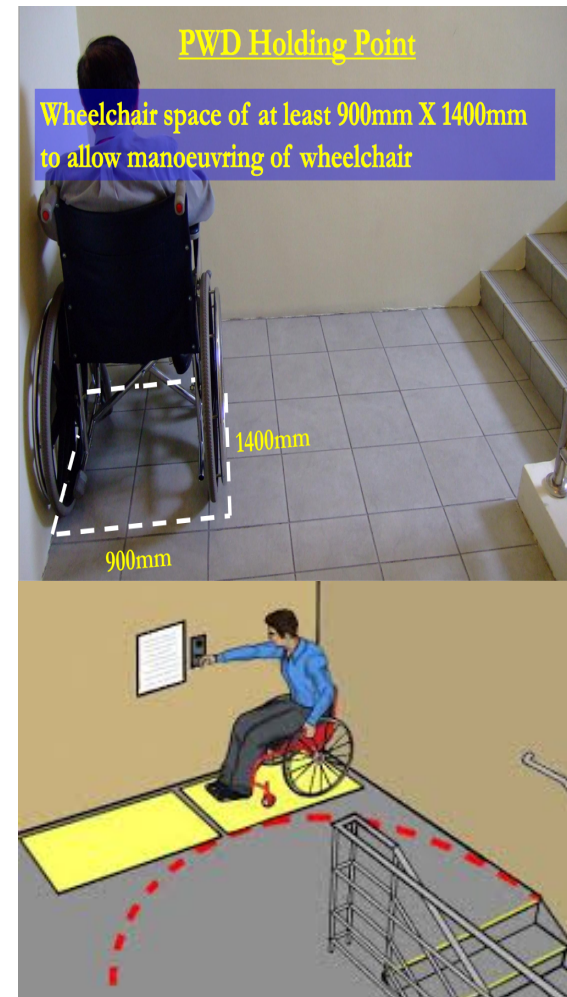 PWD Holding Point
Wheelchair space of at least 900mm X 1400mm
to allow manoeuvring of wheelchair
1400mm
900mm